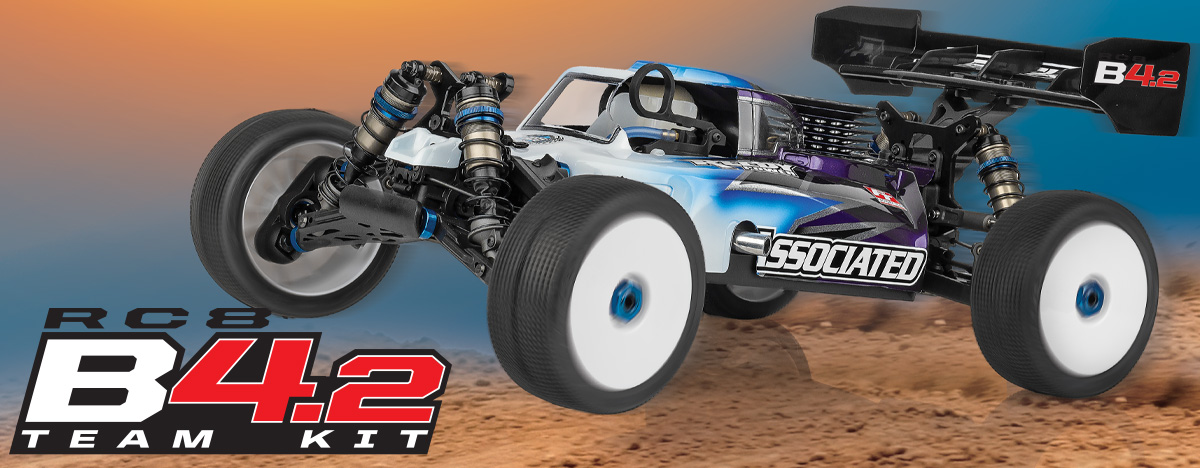 B4.2
ASSOCIATED
RC8
B4.2
TEAM KIT